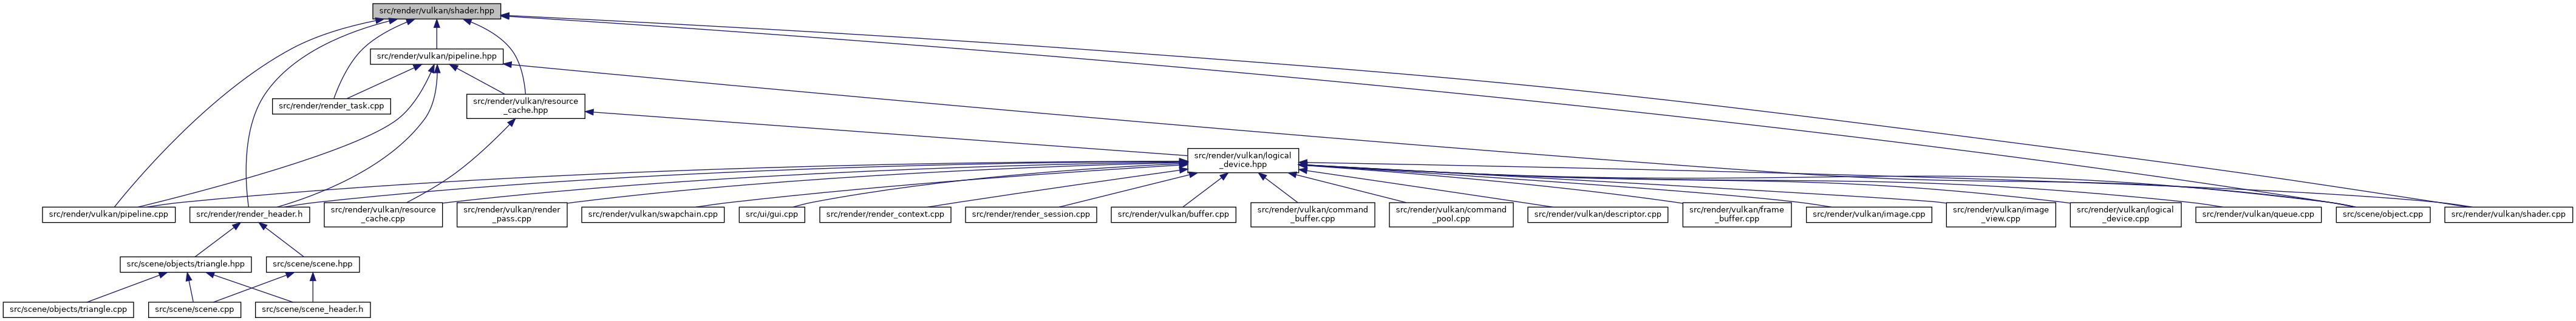 src/render/vulkan/shader.hpp
src/render/vulkan/pipeline.hpp
src/render/render_task.cpp
src/render/vulkan/resource
_cache.hpp
src/render/vulkan/logical
_device.hpp
src/render/vulkan/pipeline.cpp
src/render/render_header.h
src/render/vulkan/resource
_cache.cpp
src/render/vulkan/render
_pass.cpp
src/render/vulkan/swapchain.cpp
src/ui/gui.cpp
src/render/render_context.cpp
src/render/render_session.cpp
src/render/vulkan/buffer.cpp
src/render/vulkan/command
_buffer.cpp
src/render/vulkan/command
_pool.cpp
src/render/vulkan/descriptor.cpp
src/render/vulkan/frame
_buffer.cpp
src/render/vulkan/image.cpp
src/render/vulkan/image
_view.cpp
src/render/vulkan/logical
_device.cpp
src/render/vulkan/queue.cpp
src/scene/object.cpp
src/render/vulkan/shader.cpp
src/scene/objects/triangle.hpp
src/scene/scene.hpp
src/scene/objects/triangle.cpp
src/scene/scene.cpp
src/scene/scene_header.h